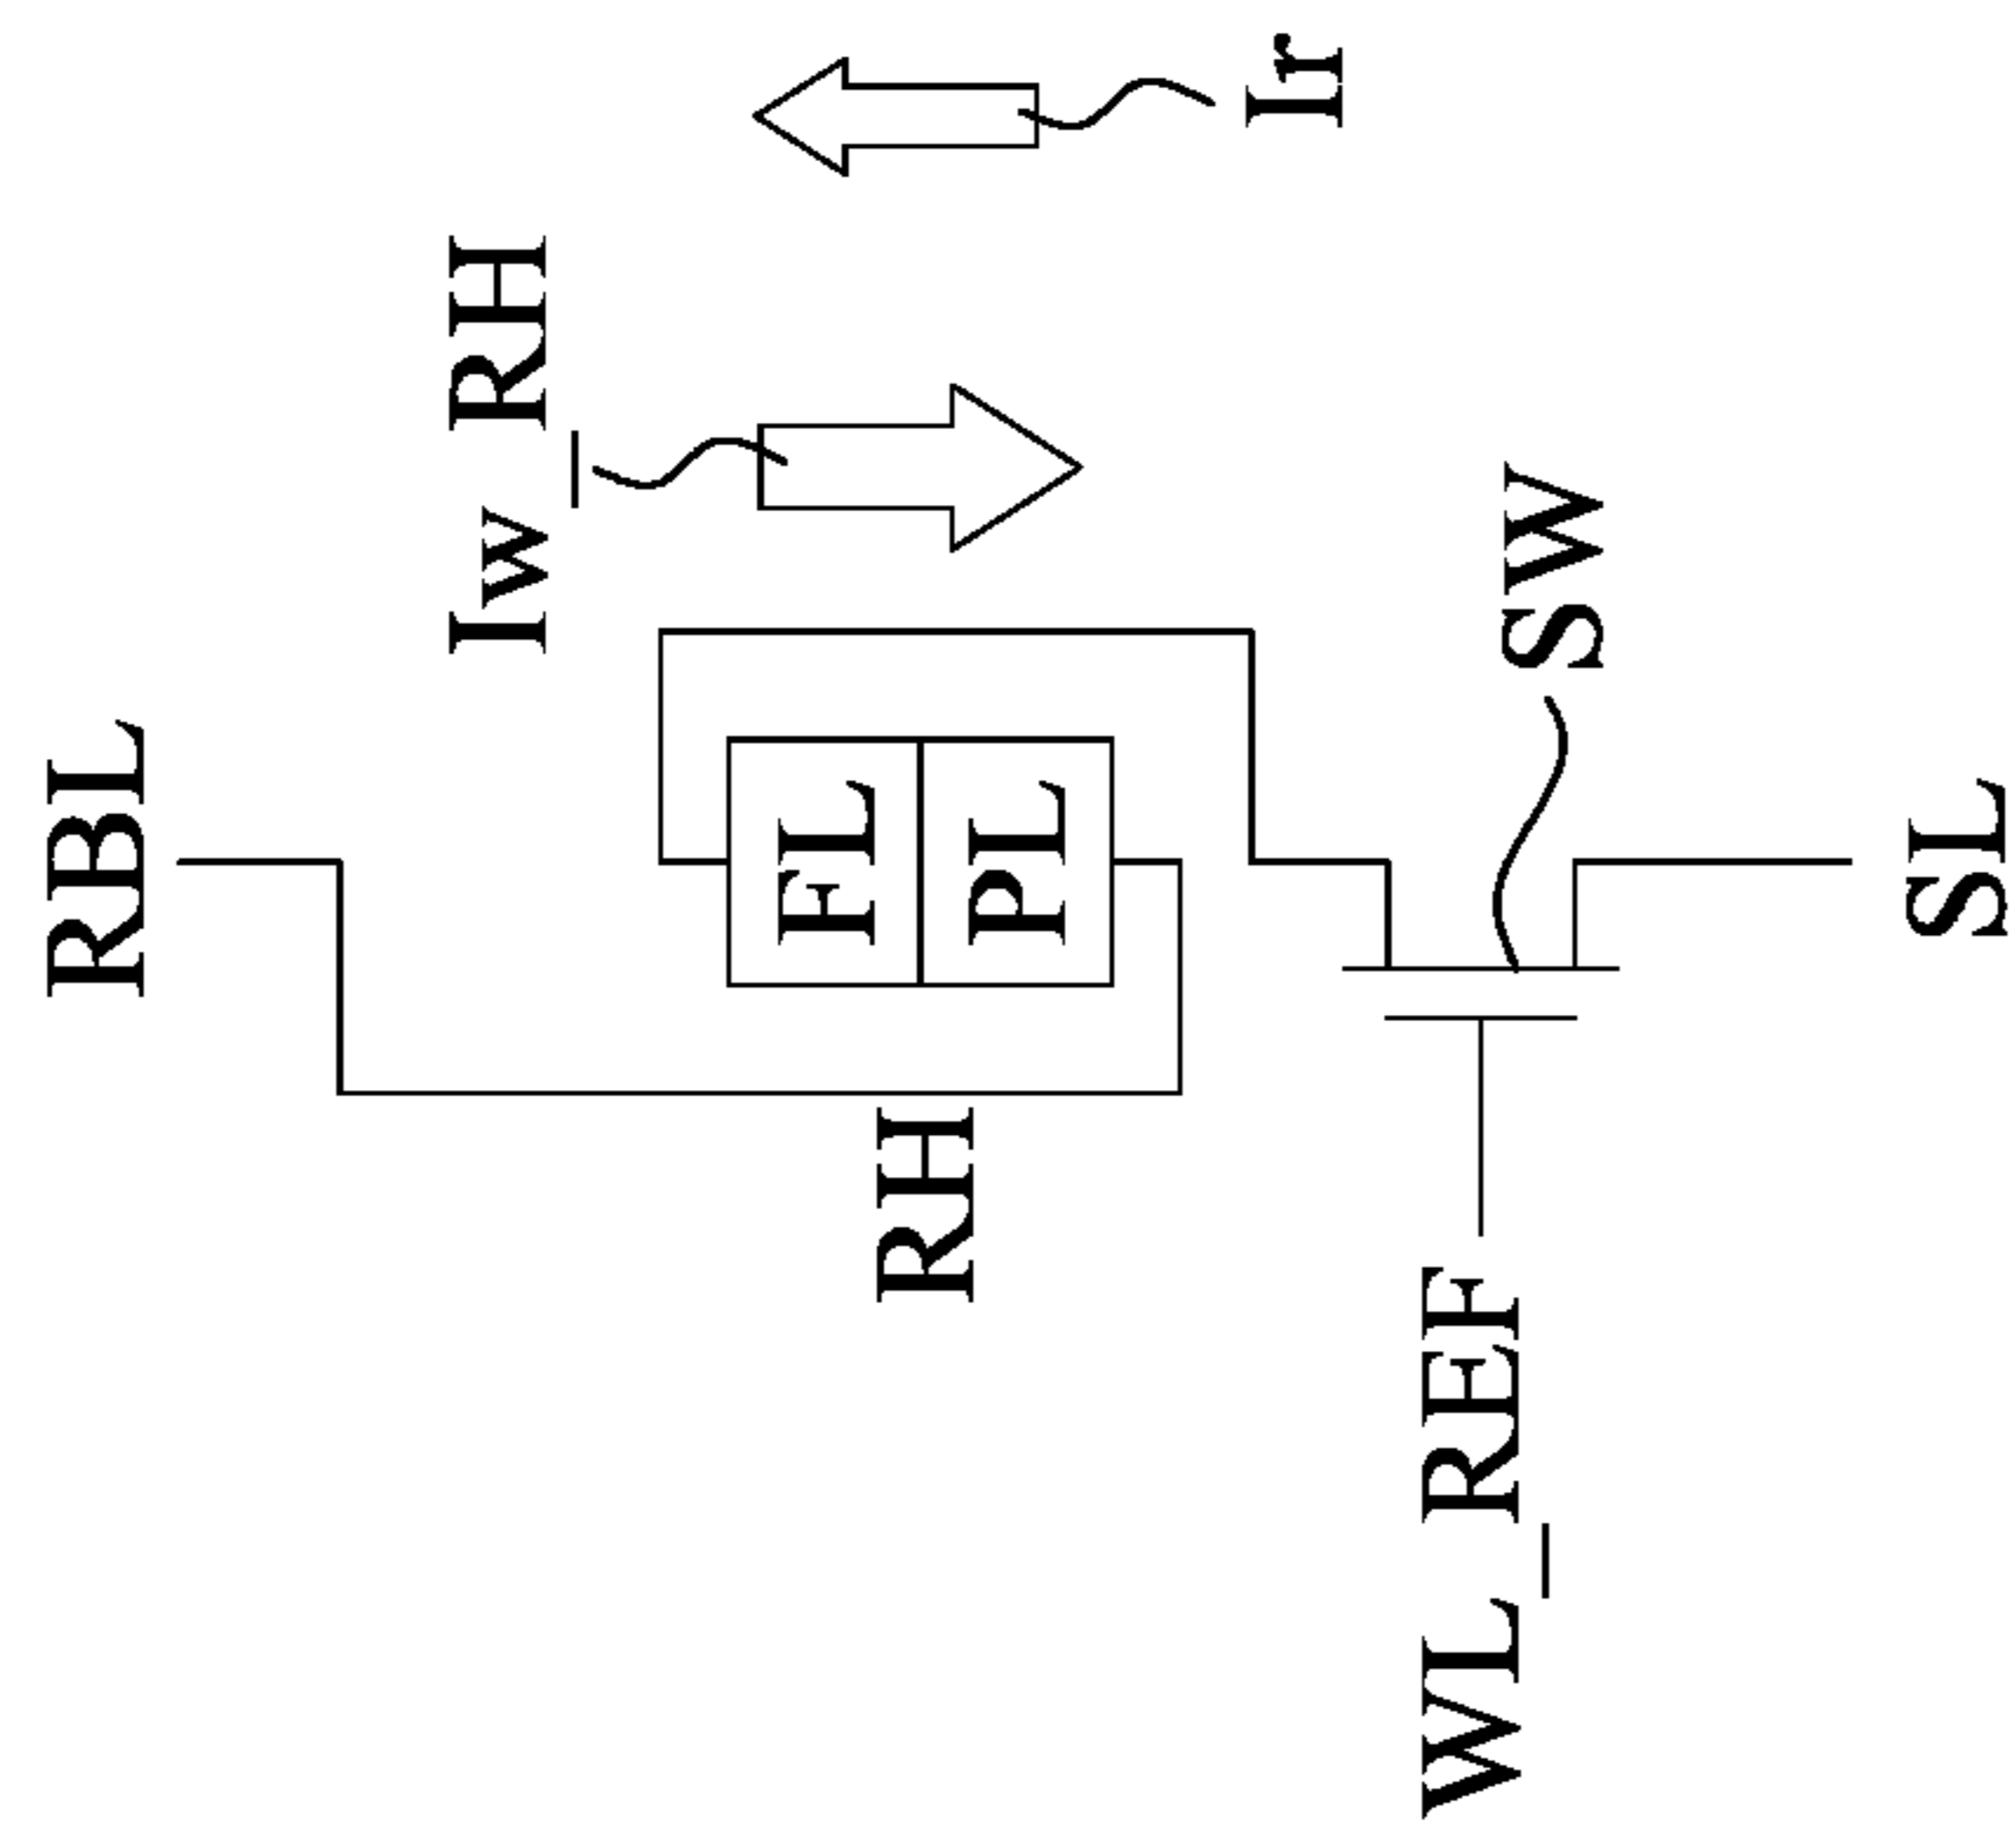 RBL
Iw_RH
FL
RH
PL
Ir
WL_REF
SW
SL